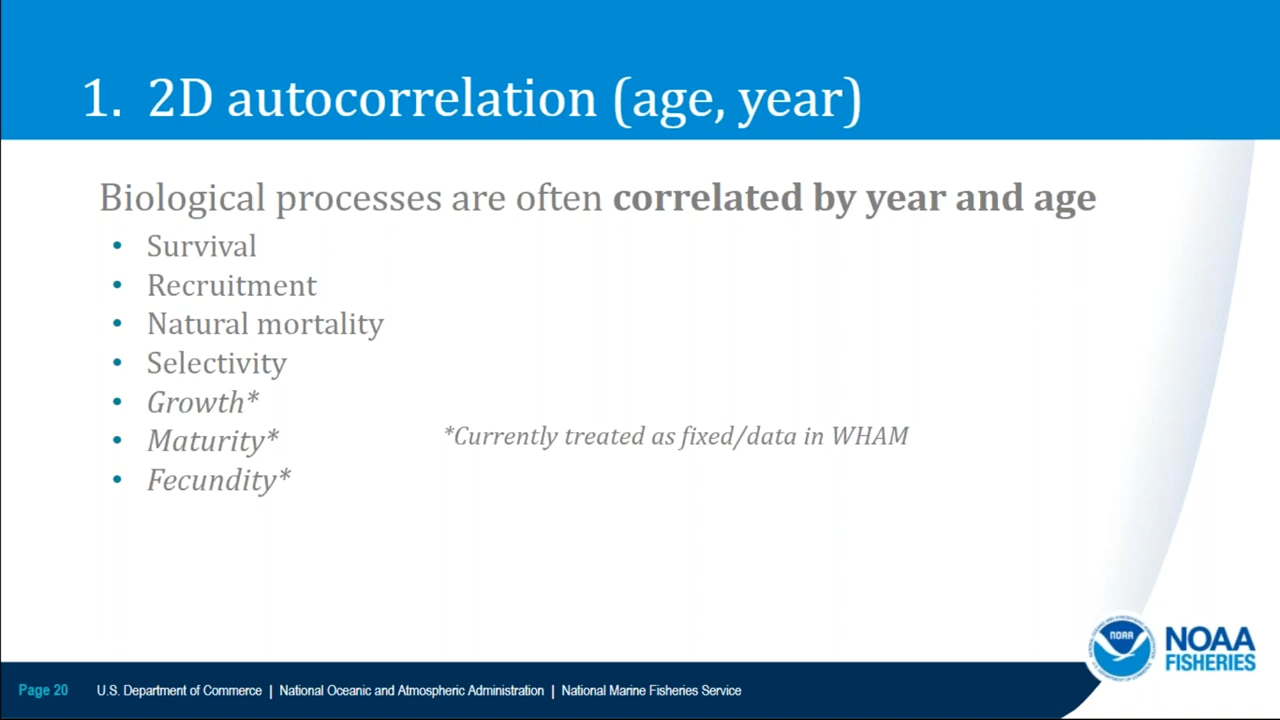 1. 2D autocorrelation (age, year)
Biological processes are often correlated by year and age
• Survival
• Recruitment
• Natural mortality
• Selectivity
• Growth*
• Maturity*
• Fecundity*
*Currently treated as fixed/data in WHAM
NOAA
NOAA
FISHERIES
Page 20 U.S. Department of Commerce | National Oceanic and Atmospheric Administration | National Marine Fisheries Service